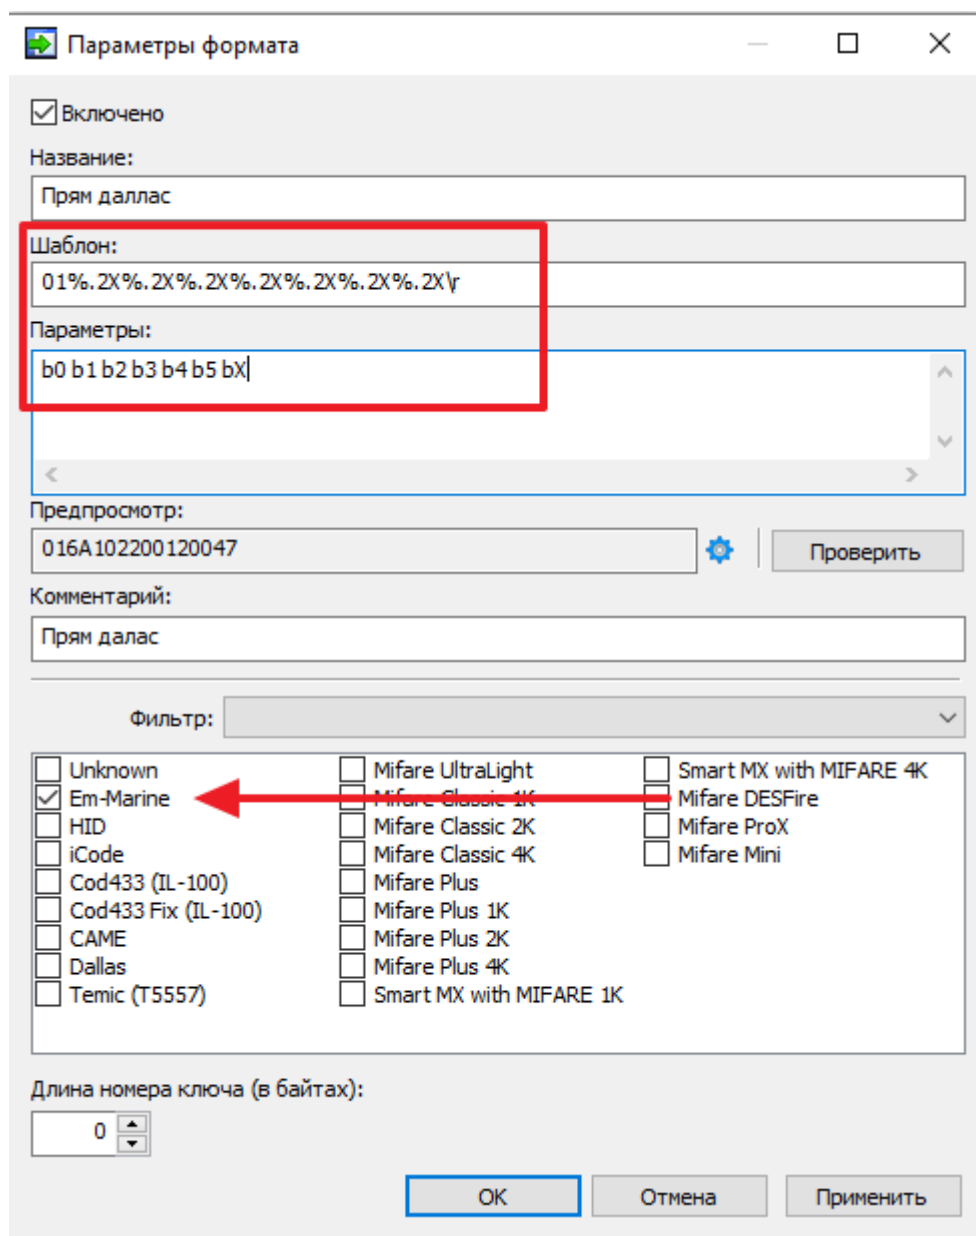 Параметры формата
Включено
Название:
Прям даллас
Шаблон:
01%.2X%.2X%.2X%.2X%.2X%.2X%.2X\r
Параметры:
b0 b1 b2 b3 b4 b5 bX
Предпросмотр:
016A102200120047
Проверить
Комментарий:
Прям далас
Фильтр:
Unknown Mifare UltraLight Smart MX with MIFARE 4K
Em-Marine Mifare Classic 1K Mifare DESFire
HID Mifare Classic 2K Mifare ProX
iCode Mifare Classic 4K Mifare Mini
Cod433 (IL-100) Mifare Plus
Cod433 Fix (IL-100) Mifare Plus 1K
CAME Mifare Plus 2K
Dallas Mifare Plus 4K
Temic (T5557) Smart MX with MIFARE 1K
Длина номера ключа (в байтах):
0
OK Отмена Применить